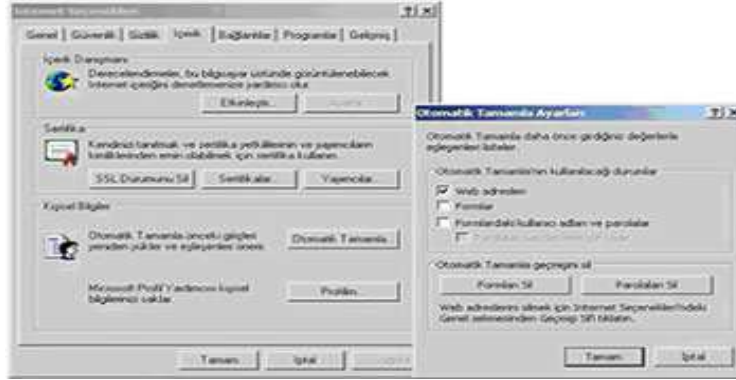 Internet Seçenekleri
Genel Güvenlik Gizlilik İçerik Bağlantılar Programlar Gelişmiş
İçerik Danışmanı
Derecelendirmeler, bu bilgisayar üstünde görüntülenebilecek
Internet içeriğini denetlemenize yardımcı olur.
Etkinleştir...
Sertifika
Kendinizi tanıtmak ve sertifika yetkililerinin ve yayıncıların
kimliklerinden emin olabilmek için sertifika kullanın.
SSL Durumunu Sil
Sertifikalar...
Yayıncılar...
Kişisel Bilgiler
Otomatik Tamamla önceki girişleri
yeniden yükler ve eşleşenleri önerir.
Otomatik Tamamla...
Microsoft Profil Yardımcısı kişisel
bilgilerinizi saklar.
Profilim...
Tamam
İptal
Otomatik Tamamla Ayarları
Otomatik Tamamla daha önce girdiğiniz değerlerle
eşleşenleri listeler.
Otomatik Tamamla'nın kullanılacağı durumlar
Web adresleri
Formlar
Formlardaki kullanıcı adları ve parolalar
Otomatik Tamamla geçmişini sil
Formları Sil
Parolaları Sil
Web adreslerini silmek için Internet Seçenekleri'ndeki
Genel sekmesinden Geçmişi Sil'i tıklatın.
Tamam
İptal